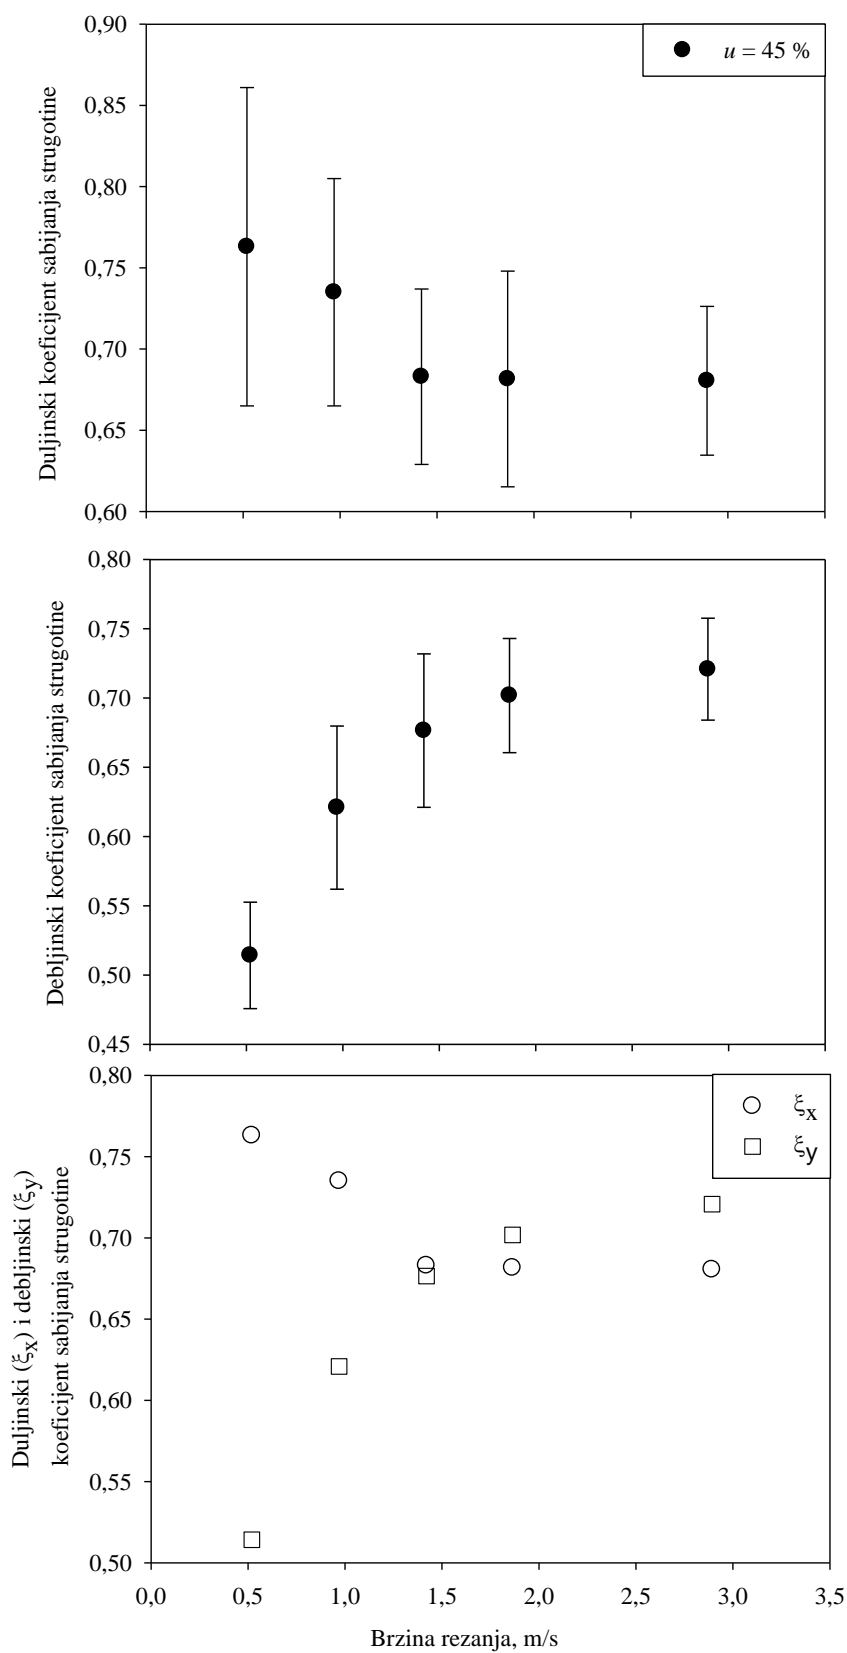 0,90
0,85
0,80
0,75
0,70
0,65
0,60
Duljinski koeficijent sabijanja strugotine
u = 45 %
0,80
0,75
0,70
0,65
0,60
0,55
0,50
0,45
Debljinski koeficijent sabijanja strugotine
0,80
0,75
0,70
0,65
0,60
0,55
0,50
Duljinski (ξx) i debljinski (ξy)
koeficijent sabijanja strugotine
ξx
ξy
0,0 0,5 1,0 1,5 2,0 2,5 3,0 3,5
Brzina rezanja, m/s